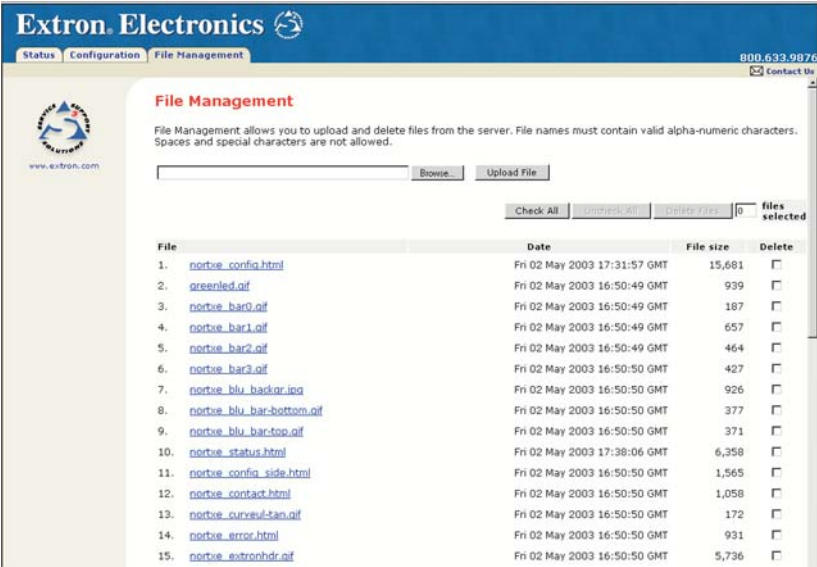 Extron. Electronics
Status Configuration File Management
800.633.9876
Contact Us
SERVICE SUPPORT SOLUTIONS
www.extron.com
File Management
File Management allows you to upload and delete files from the server. File names must contain valid alpha-numeric characters.
Spaces and special characters are not allowed.
Browse... Upload File
Check All Uncheck All Delete Files 0 files selected
File Date File size Delete
1. nortxe_config.html Fri 02 May 2003 17:31:57 GMT 15,681
2. greenled.gif Fri 02 May 2003 16:50:49 GMT 939
3. nortxe_bar0.gif Fri 02 May 2003 16:50:49 GMT 187
4. nortxe_bar1.gif Fri 02 May 2003 16:50:49 GMT 657
5. nortxe_bar2.gif Fri 02 May 2003 16:50:49 GMT 464
6. nortxe_bar3.gif Fri 02 May 2003 16:50:50 GMT 427
7. nortxe_blu_backgr.jpg Fri 02 May 2003 16:50:50 GMT 926
8. nortxe_blu_bar-bottom.gif Fri 02 May 2003 16:50:50 GMT 377
9. nortxe_blu_bar-top.gif Fri 02 May 2003 16:50:50 GMT 371
10. nortxe_status.html Fri 02 May 2003 17:38:06 GMT 6,358
11. nortxe_config_side.html Fri 02 May 2003 16:50:50 GMT 1,565
12. nortxe_contact.html Fri 02 May 2003 16:50:50 GMT 1,058
13. nortxe_curveul-tan.gif Fri 02 May 2003 16:50:50 GMT 172
14. nortxe_error.html Fri 02 May 2003 16:50:50 GMT 931
15. nortxe_extronhdr.gif Fri 02 May 2003 16:50:50 GMT 5,736